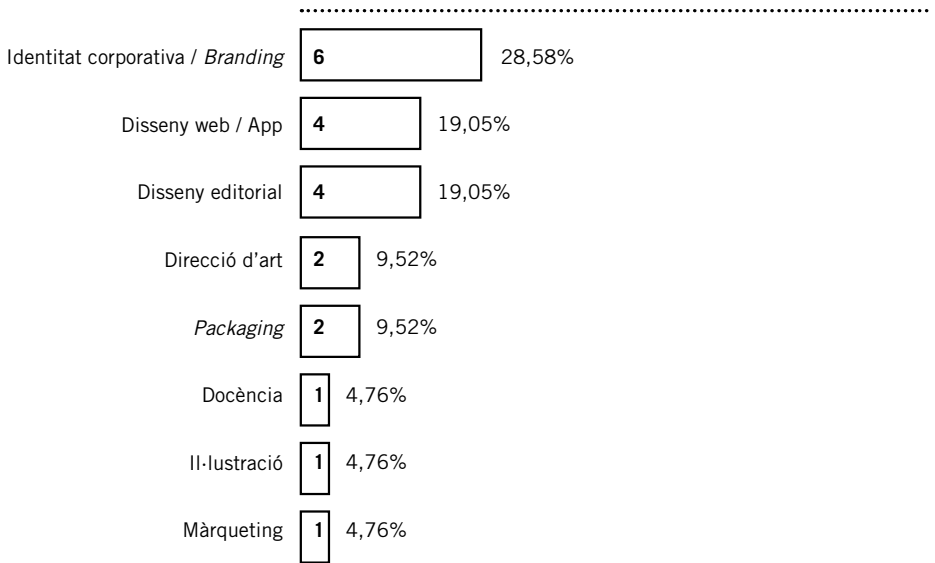 Identitat corporativa / Branding 6 28,58%
Disseny web / App 4 19,05%
Disseny editorial 4 19,05%
Direcció d’art 2 9,52%
Packaging 2 9,52%
Docència 1 4,76%
Il·lustració 1 4,76%
Màrqueting 1 4,76%